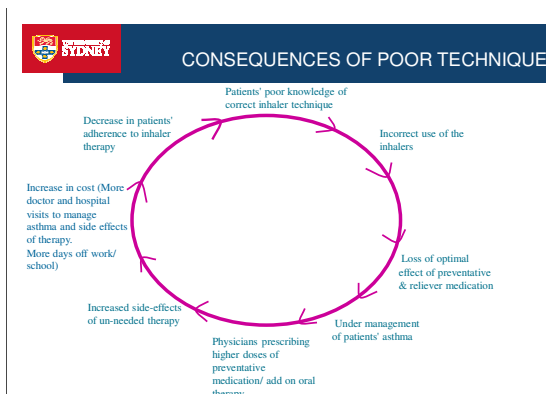 SYDNEY
CONSEQUENCES OF POOR TECHNIQUE
Patients' poor knowledge of
correct inhaler technique
Incorrect use of the
inhalers
Loss of optimal
effect of preventative
& reliever medication
Under management
of patients' asthma
Physicians prescribing
higher doses of
preventative
medication/ add on oral
therapy
Increased side-effects
of un-needed therapy
Increase in cost (More
doctor and hospital
visits to manage
asthma and side effects
of therapy.
More days off work/
school)
Decrease in patients'
adherence to inhaler
therapy